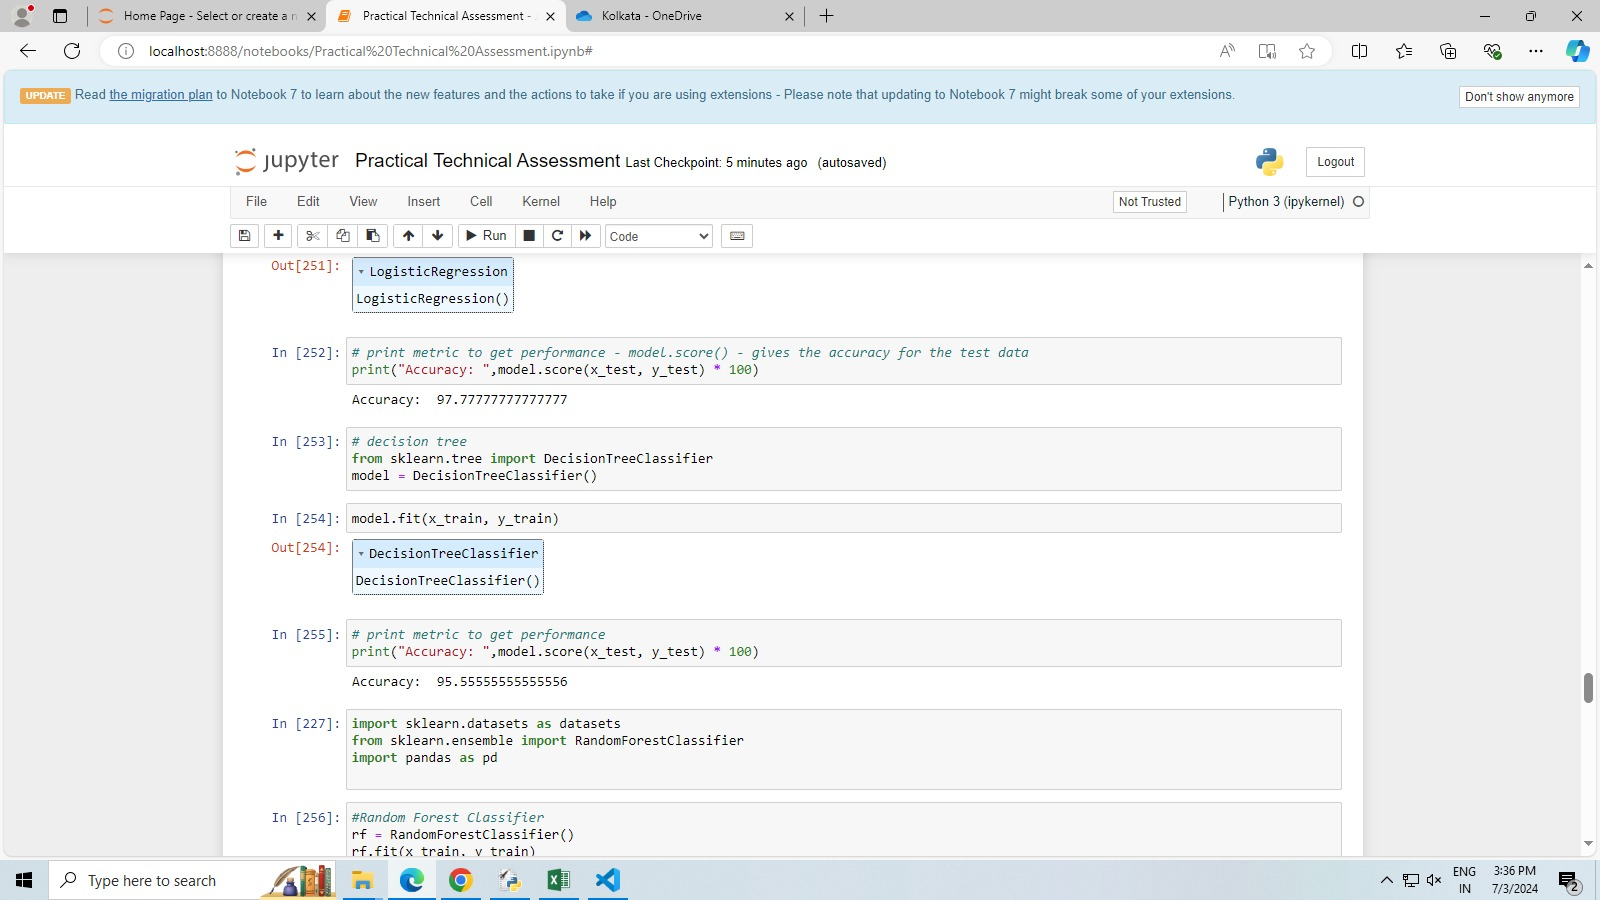 Home Page - Select or create a n
Practical Technical Assessment -
Kolkata - OneDrive
localhost:8888/notebooks/Practical%20Technical%20Assessment.ipynb#
UPDATE Read the migration plan to Notebook 7 to learn about the new features and the actions to take if you are using extensions - Please note that updating to Notebook 7 might break some of your extensions.
Don't show anymore
jupyter Practical Technical Assessment Last Checkpoint: 5 minutes ago (autosaved)
Logout
File Edit View Insert Cell Kernel Help
Not Trusted
Python 3 (ipykernel)
Run
Code
Out[251]: LogisticRegression
LogisticRegression()
In [252]: # print metric to get performance - model.score() - gives the accuracy for the test data
print("Accuracy: ",model.score(x_test, y_test) * 100)
Accuracy:  97.77777777777777
In [253]: # decision tree
from sklearn.tree import DecisionTreeClassifier
model = DecisionTreeClassifier()
In [254]: model.fit(x_train, y_train)
Out[254]: DecisionTreeClassifier
DecisionTreeClassifier()
In [255]: # print metric to get performance
print("Accuracy: ",model.score(x_test, y_test) * 100)
Accuracy:  95.55555555555556
In [227]: import sklearn.datasets as datasets
from sklearn.ensemble import RandomForestClassifier
import pandas as pd
In [256]: #Random Forest Classifier
rf = RandomForestClassifier()
rf.fit(x_train, y_train)
Type here to search
ENG
IN
3:36 PM
7/3/2024
2